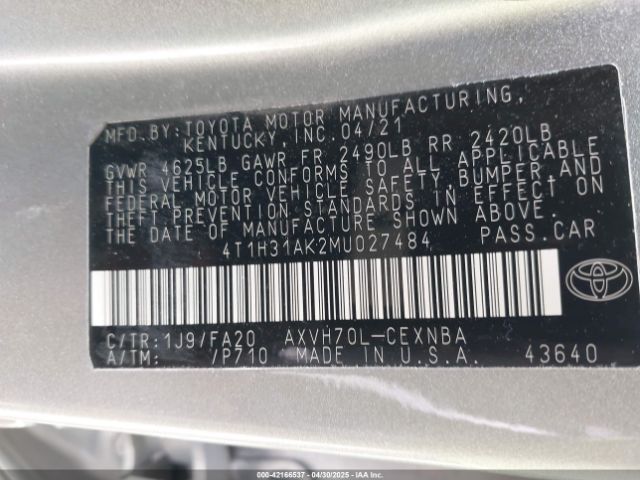 MFD. BY: TOYOTA MOTOR MANUFACTURING,
KENTUCKY, INC. 04/21
GVWR 4625LB GAWR FR 2490LB RR 2420LB
THIS VEHICLE CONFORMS TO ALL APPLICABLE
FEDERAL MOTOR VEHICLE SAFETY, BUMPER, AND
THEFT PREVENTION STANDARDS IN EFFECT ON
THE DATE OF MANUFACTURE SHOWN ABOVE.
4T1H31AK2MU027484 PASS.CAR
C/TR:1J9/FA20 AXVH70L-CEXNBA
A/TM: /P710 MADE IN U.S.A. 43640
000-42166537 - 04/30/2025 - IAAI.COM